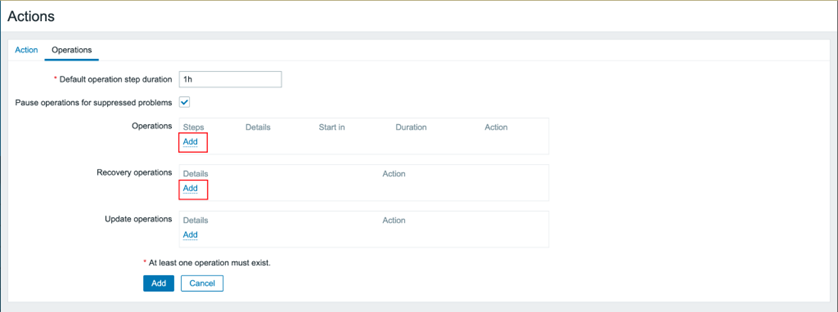 Actions
Action Operations
* Default operation step duration 1h
Pause operations for suppressed problems
Operations Steps Details Start in Duration Action
Add
Recovery operations Details Action
Add
Update operations Details Action
Add
* At least one operation must exist.
Add Cancel